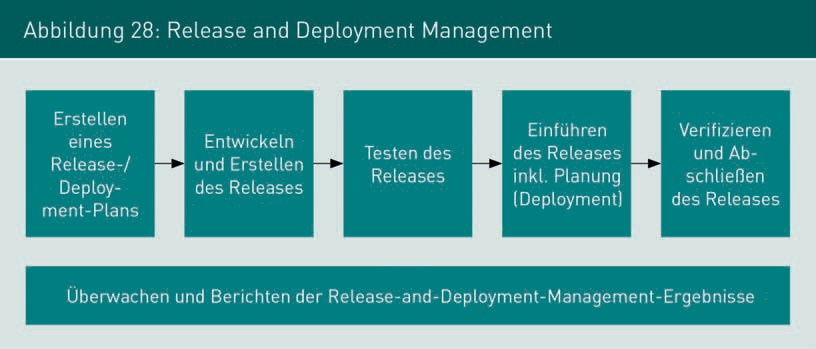 Abbildung 28: Release and Deployment Management
Erstellen
eines
Release-/
Deploy-
ment-Plans
Entwickeln
und Erstellen
des Releases
Testen des
Releases
Einführen
des Releases
inkl. Planung
(Deployment)
Verifizieren
und Ab-
schließen
des Releases
Überwachen und Berichten der Release-and-Deployment-Management-Ergebnisse